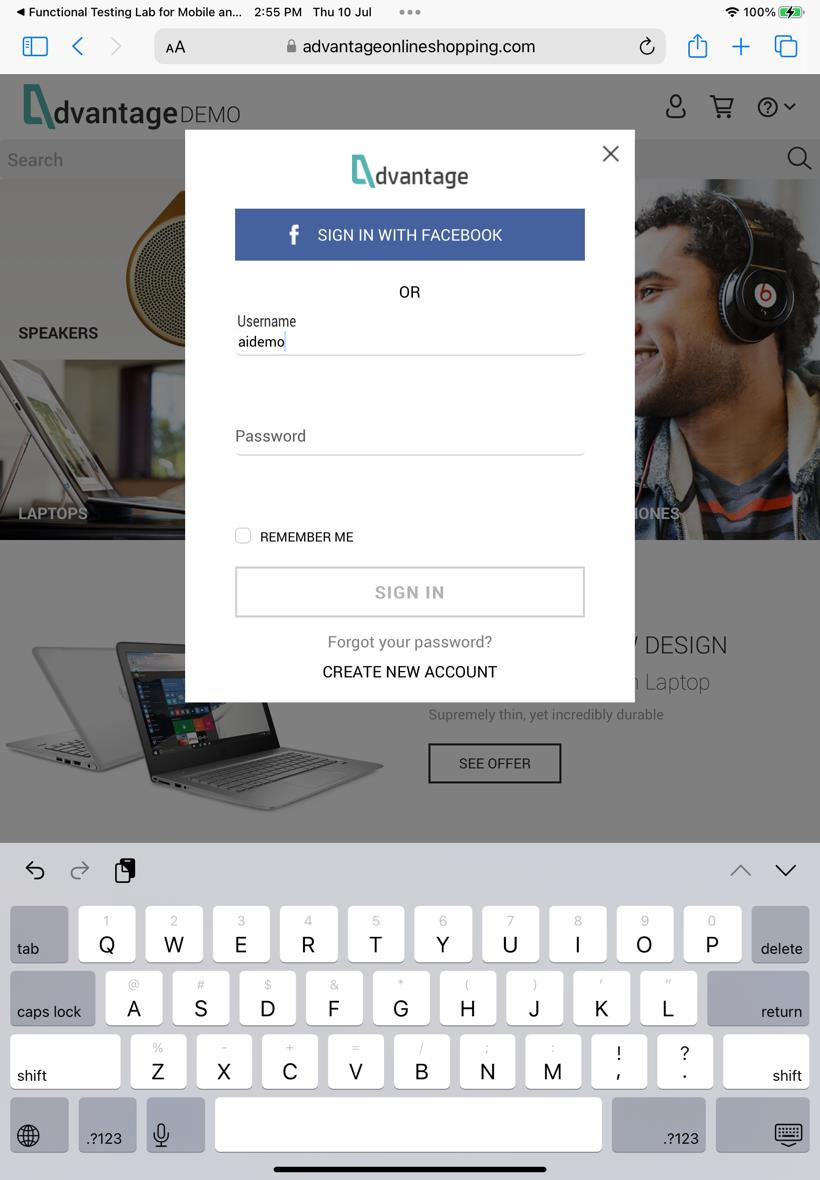 ◀ Functional Testing Lab for Mobile an... 2:55 PM Thu 10 Jul 100%
AA advantageonlineshopping.com
dvantage DEMO
Search
dvantage
SIGN IN WITH FACEBOOK
OR
Username
aidemo
SPEAKERS
Password
LAPTOPS
ONES
REMEMBER ME
SIGN IN
Forgot your password?
CREATE NEW ACCOUNT
DESIGN
Laptop
Supremely thin, yet incredibly durable
SEE OFFER
1 2 3 4 5 6 7 8 9 0
tab Q W E R T Y U I O P delete
@ # $ & * ( ) ' "
caps lock A S D F G H J K L return
% - + = / ; : ! ?
shift Z X C V B N M , . shift
.?123 .?123